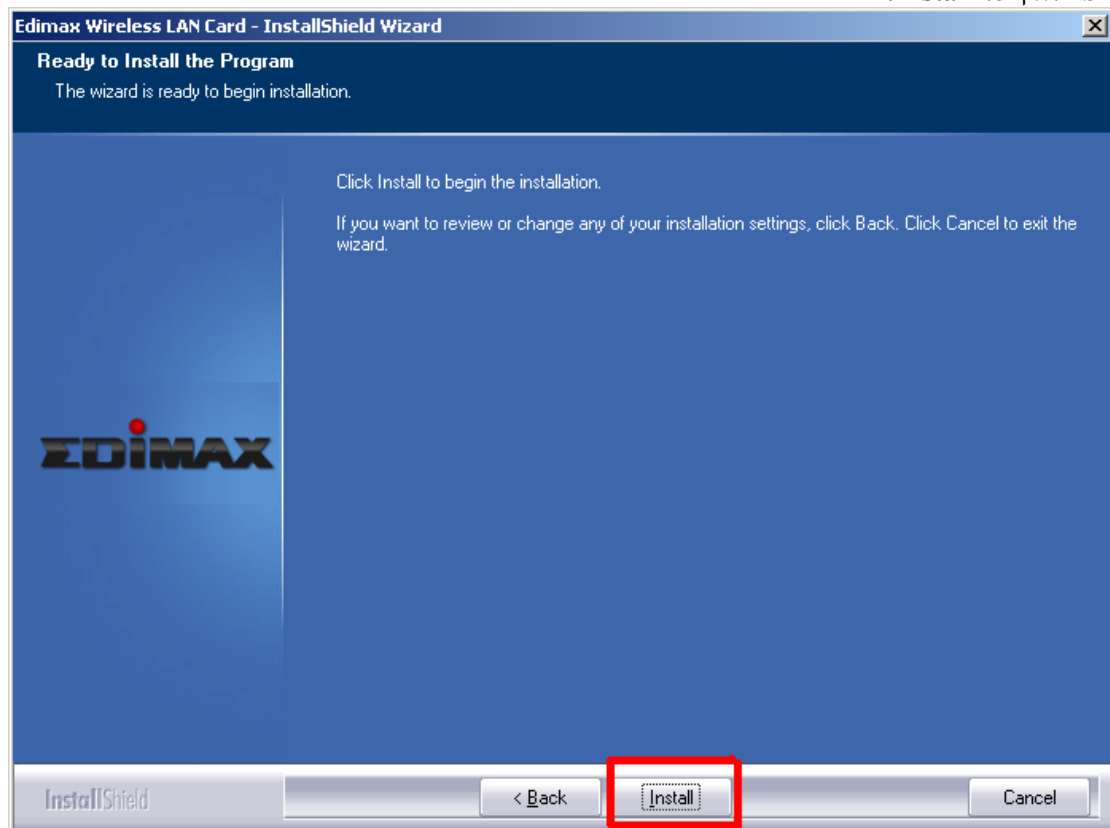 Edimax Wireless LAN Card - InstallShield Wizard
Ready to Install the Program
The wizard is ready to begin installation.
Click Install to begin the installation.
If you want to review or change any of your installation settings, click Back. Click Cancel to exit the
wizard.
EDiMAX
InstallShield
< Back
Install
Cancel